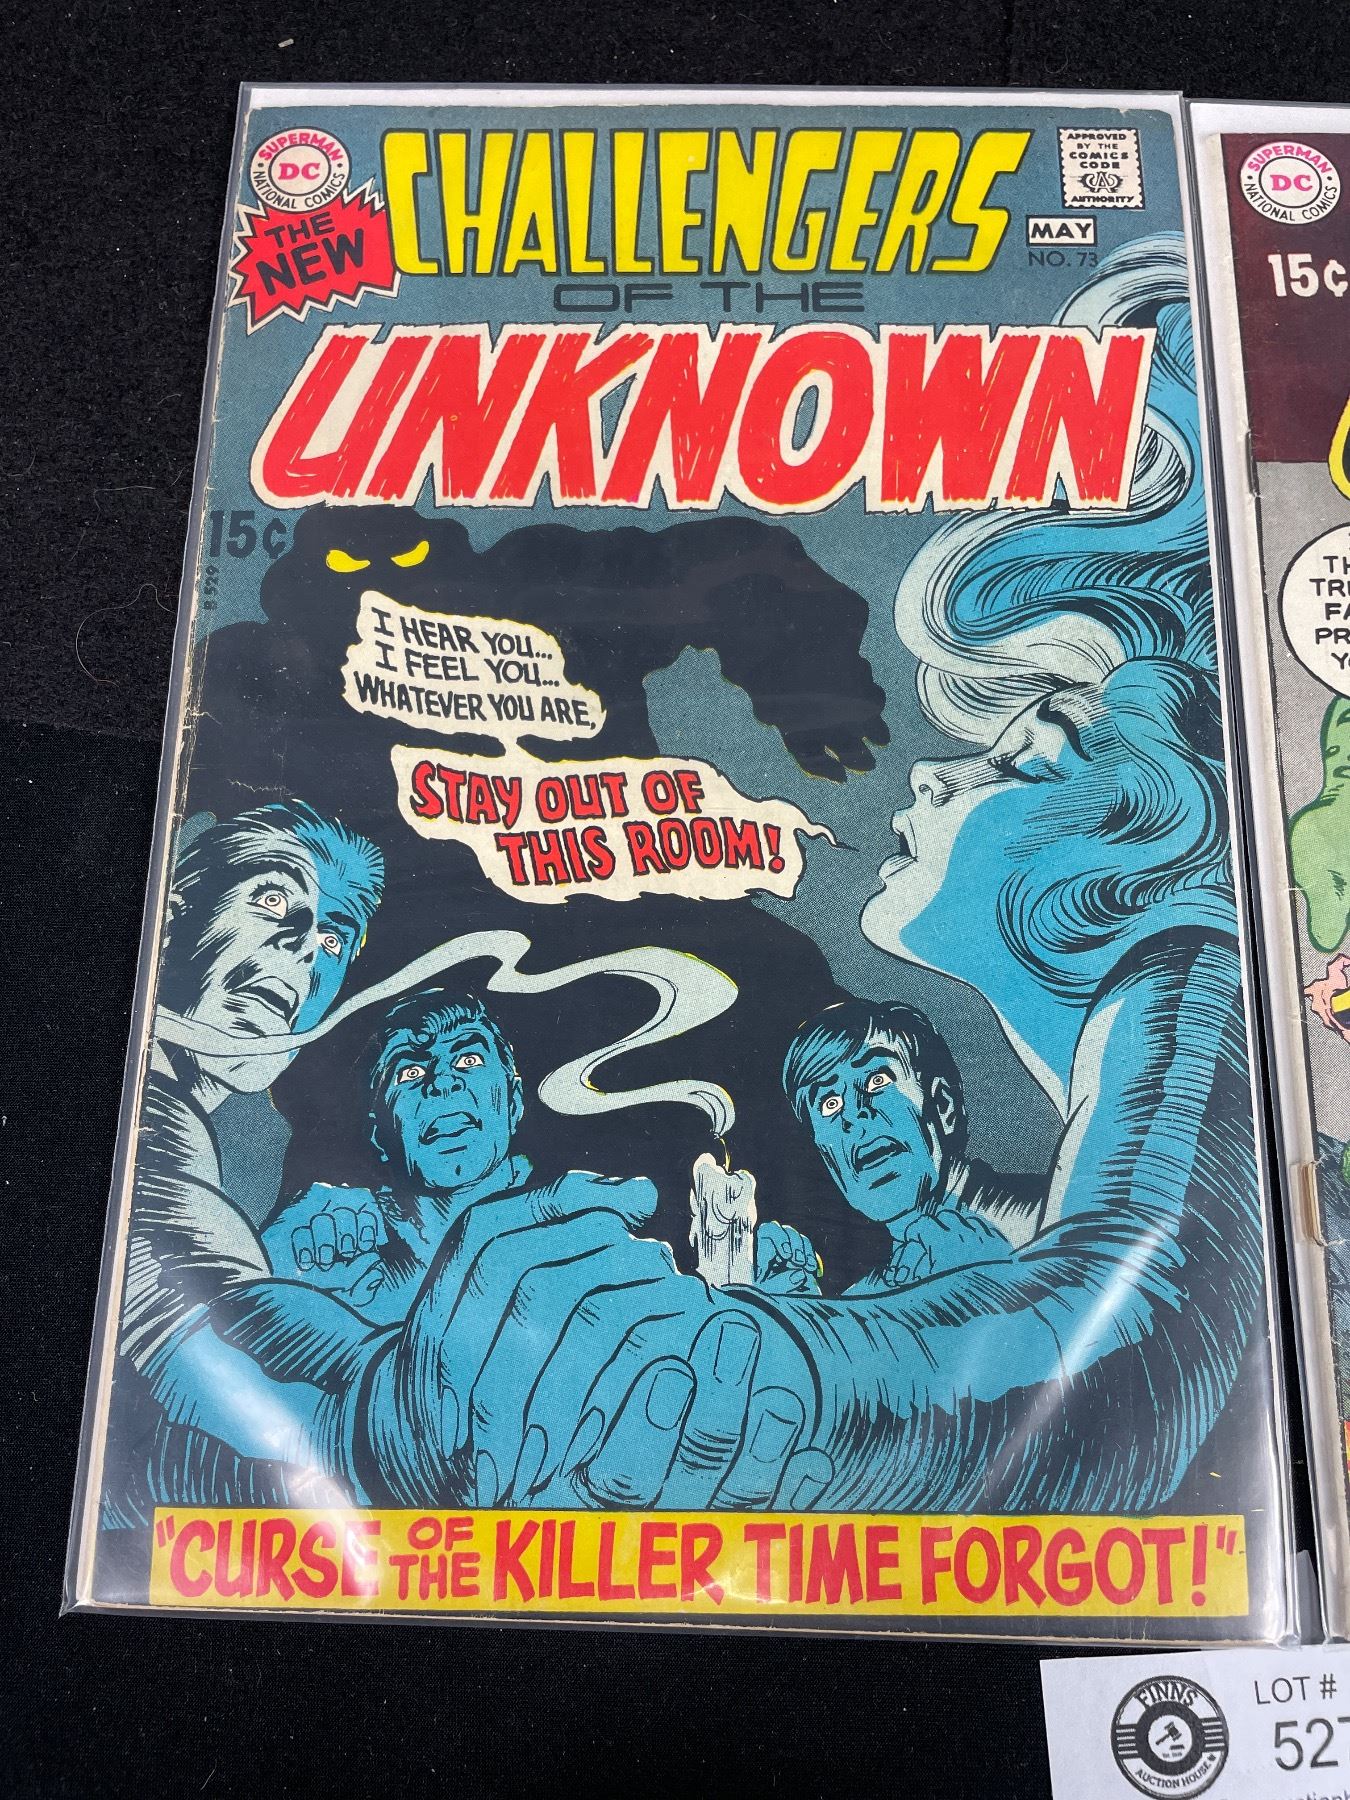 SUPERMAN
DC
NATIONAL COMICS
THE
NEW
CHALLENGERS
OF THE
UNKNOWN
APPROVED
BY THE
COMICS
CODE
AUTHORITY
MAY
NO. 73
15¢
B 529
I HEAR YOU...
I FEEL YOU...
WHATEVER YOU ARE,
STAY OUT OF
THIS ROOM!
"CURSE OF THE KILLER TIME FORGOT!"
SUPERMAN
DC
NATIONAL COMICS
15¢
FINNS
AUCTION HOUSE
LOT #
527